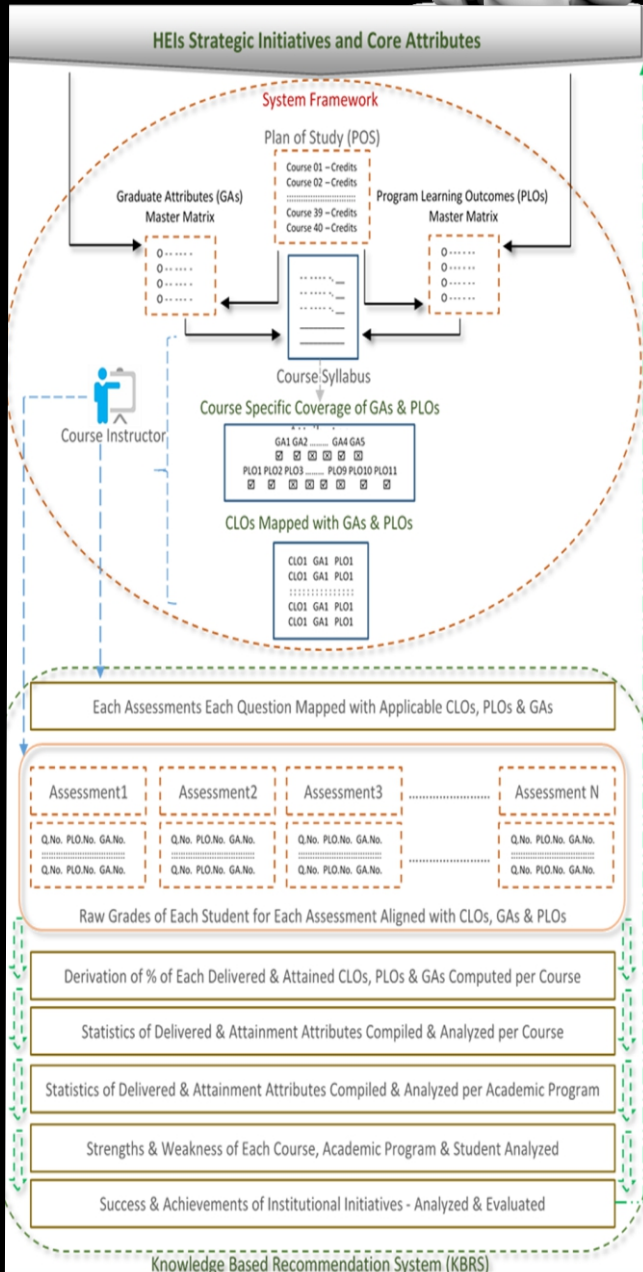 HEIs Strategic Initiatives and Core Attributes
System Framework
Plan of Study (POS)
Course 01 – Credits
Course 02 – Credits
::::::::::::::::::::::::::::
Course 39 – Credits
Course 40 – Credits
Graduate Attributes (GAs)
Master Matrix
O - - - - - -
O - - - - - -
O - - - - - -
O - - - - - -
Program Learning Outcomes (PLOs)
Master Matrix
O - - - - - -
O - - - - - -
O - - - - - -
O - - - - - -
Course Syllabus
Course Instructor
Course Specific Coverage of GAs & PLOs
GA1 GA2 ......... GA4 GA5
☑ ☑ ☒ ☒ ☑ ☒
PLO1 PLO2 PLO3 ......... PLO9 PLO10 PLO11
☑ ☑ ☒ ☒ ☑ ☒ ☑ ☑
CLOs Mapped with GAs & PLOs
CLO1 GA1 PLO1
CLO1 GA1 PLO1
: : : : : : : : : : : : : :
CLO1 GA1 PLO1
CLO1 GA1 PLO1
Each Assessments Each Question Mapped with Applicable CLOs, PLOs & GAs
Assessment1 Assessment2 Assessment3 ........................ Assessment N
Q.No. PLO.No. GA.No. Q.No. PLO.No. GA.No. Q.No. PLO.No. GA.No. Q.No. PLO.No. GA.No.
:::::::::::::::::::::::::::: :::::::::::::::::::::::::::: :::::::::::::::::::::::::::: ........................ ::::::::::::::::::::::::::::
Q.No. PLO.No. GA.No. Q.No. PLO.No. GA.No. Q.No. PLO.No. GA.No. Q.No. PLO.No. GA.No.
Raw Grades of Each Student for Each Assessment Aligned with CLOs, GAs & PLOs
Derivation of % of Each Delivered & Attained CLOs, PLOs & GAs Computed per Course
Statistics of Delivered & Attainment Attributes Compiled & Analyzed per Course
Statistics of Delivered & Attainment Attributes Compiled & Analyzed per Academic Program
Strengths & Weakness of Each Course, Academic Program & Student Analyzed
Success & Achievements of Institutional Initiatives - Analyzed & Evaluated
Knowledge Based Recommendation System (KBRS)